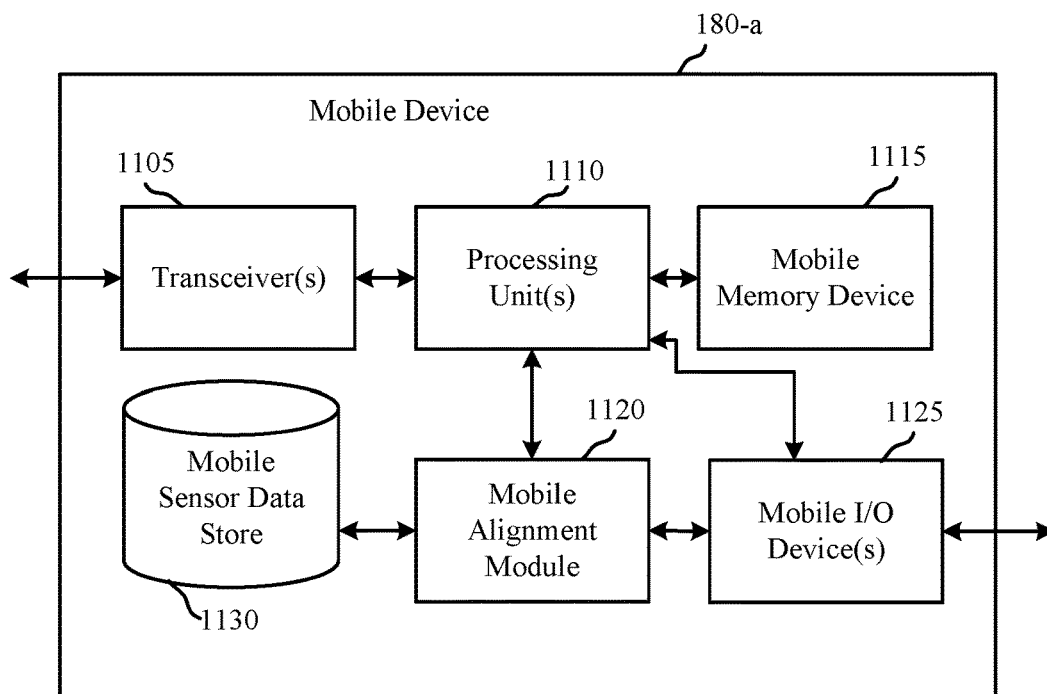 180-a
Mobile Device
1105
1110
1115
Transceiver(s)
Processing
Unit(s)
Mobile
Memory Device
1120
1125
Mobile
Sensor Data
Store
Mobile
Alignment
Module
Mobile I/O
Device(s)
1130